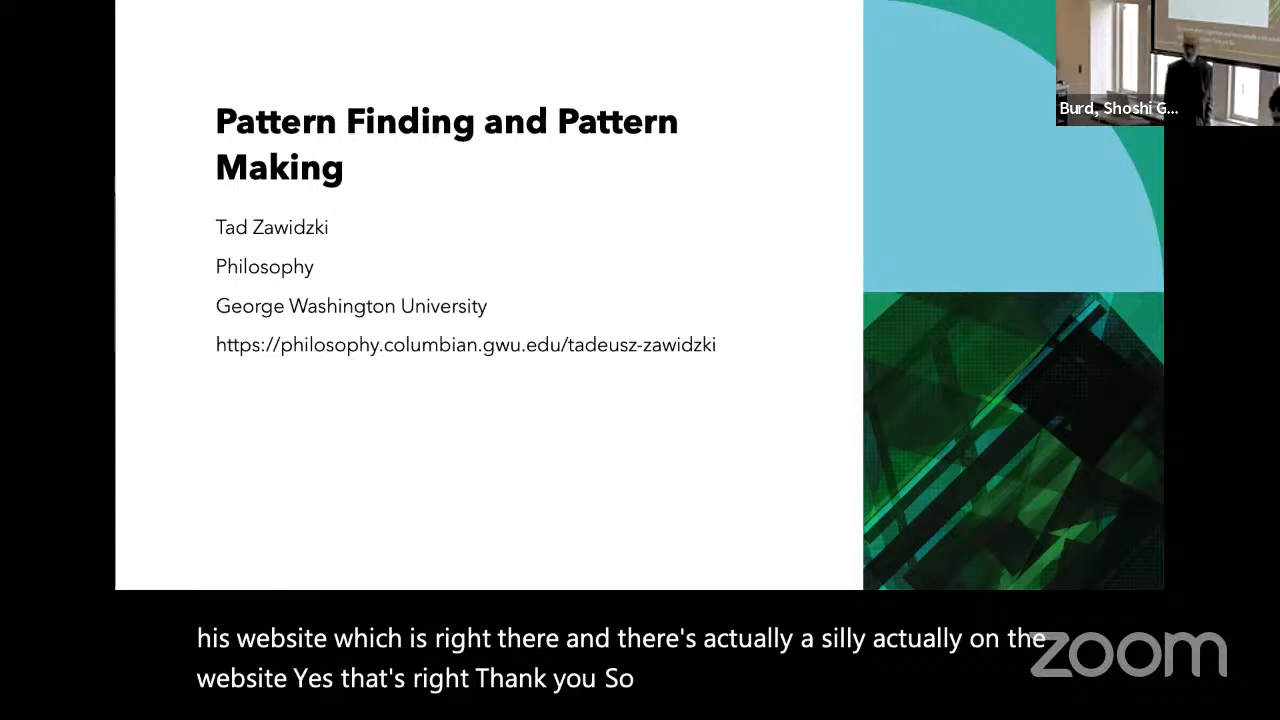 Pattern Finding and Pattern
Making
Tad Zawidzki
Philosophy
George Washington University
https://philosophy.columbian.gwu.edu/tadeusz-zawidzki
Burd, Shoshi G...
his website which is right there and there's actually a silly actually on the
website Yes that's right Thank you So
zoom